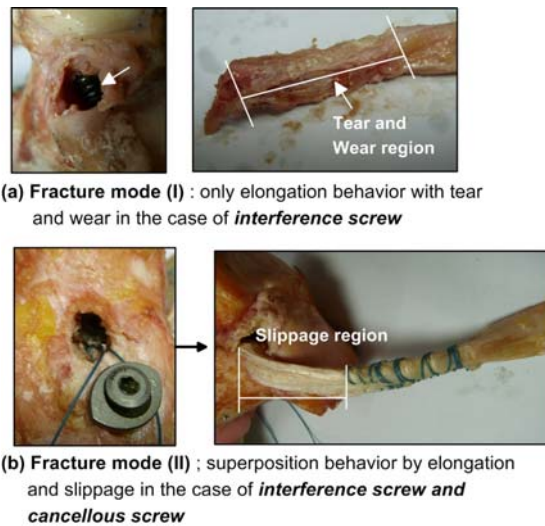 Tear and
Wear region
(a) Fracture mode (I) : only elongation behavior with tear
and wear in the case of interference screw
Slippage region
(b) Fracture mode (II) ; superposition behavior by elongation
and slippage in the case of interference screw and
cancellous screw